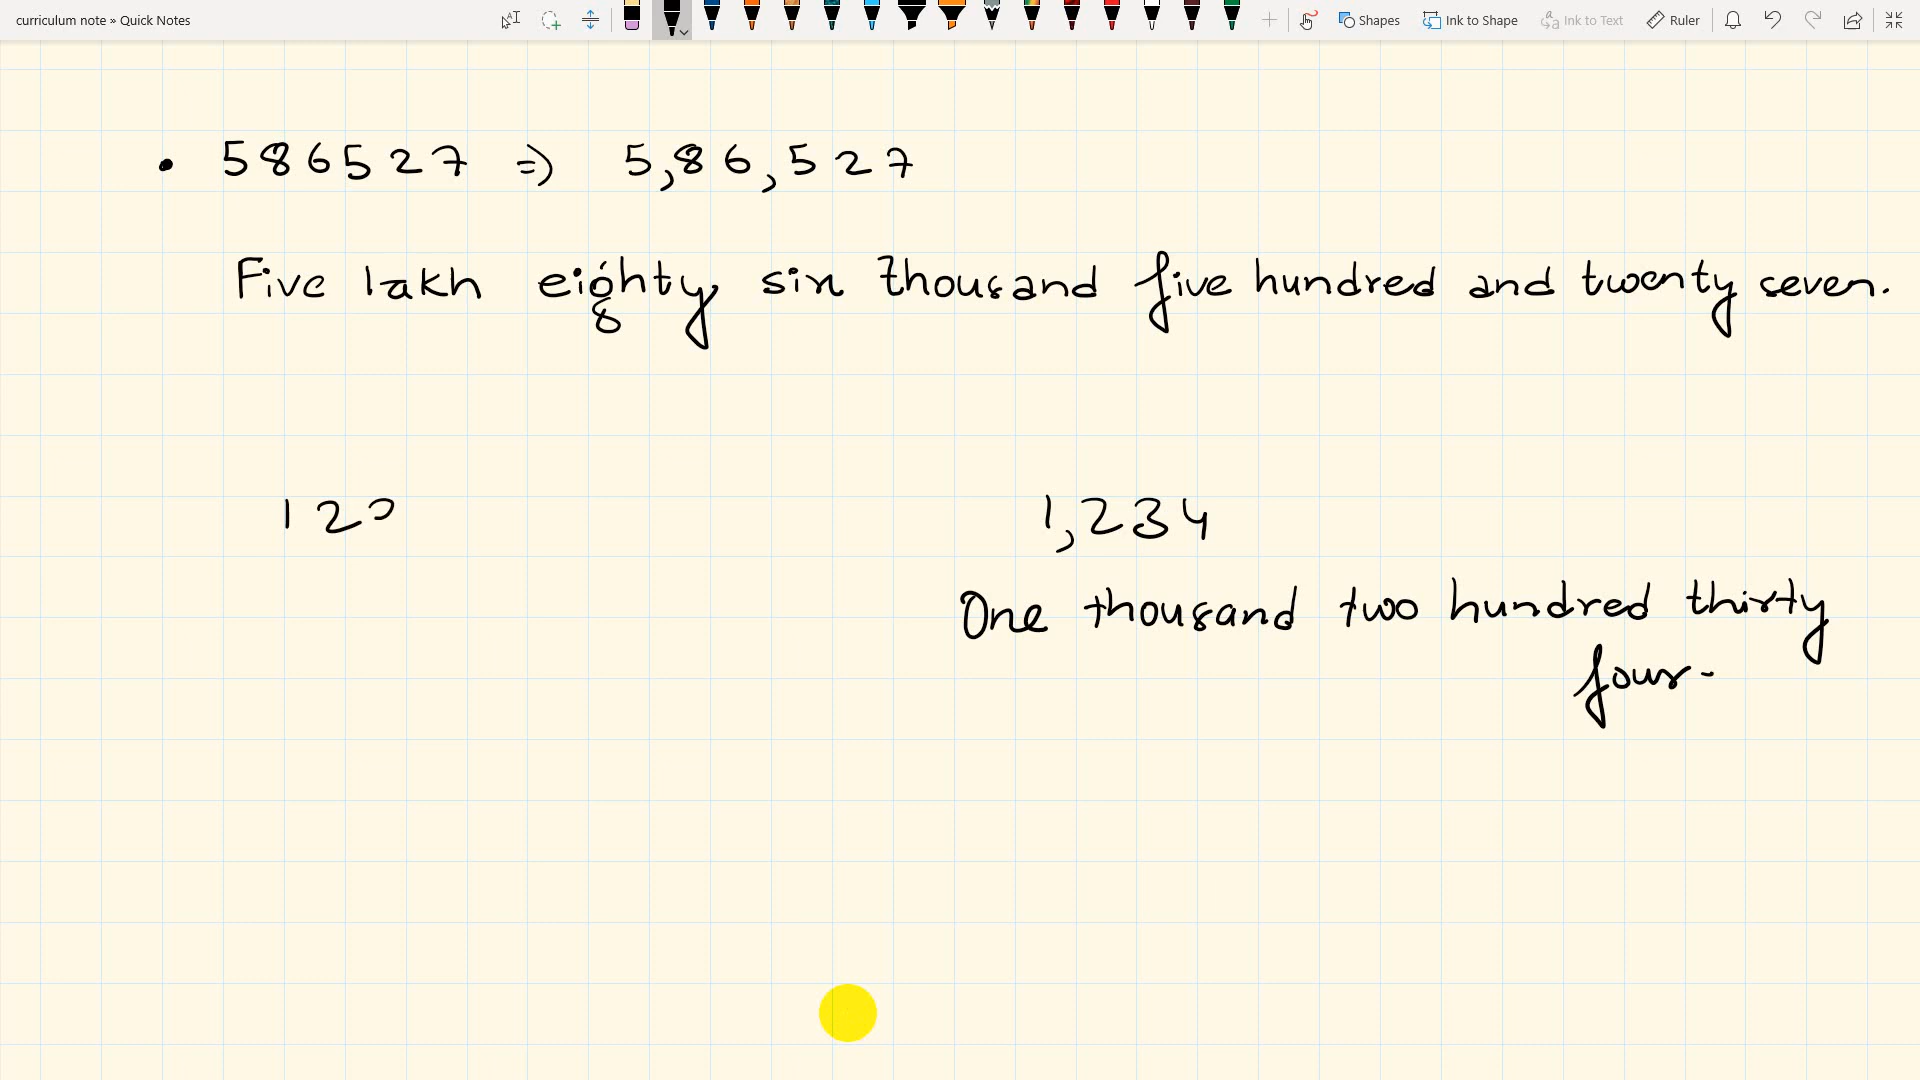 curriculum note » Quick Notes
Shapes Ink to Shape Ink to Text Ruler
• 586527 ⇒ 5,86,527
Five lakh eighty six thousand five hundred and twenty seven.
12
1,234
One thousand two hundred thirty
four.